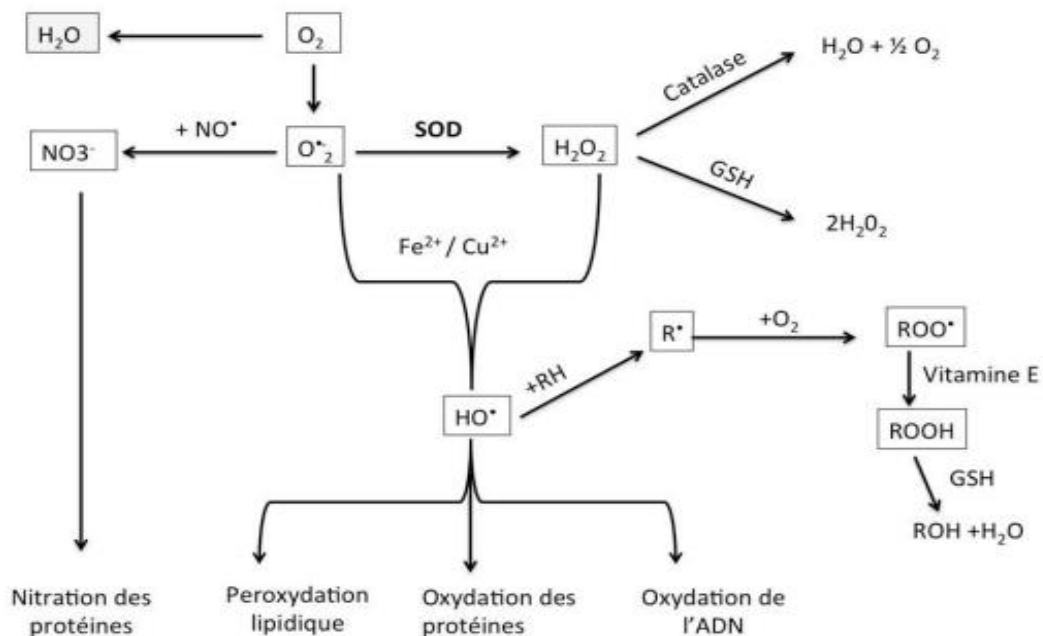 H₂O
O₂
Catalase
H₂O + ½ O₂
NO3⁻
+ NO•
O•⁻₂
SOD
H₂O₂
GSH
2H₂0₂
Fe²⁺ / Cu²⁺
R•
+O₂
ROO•
+RH
Vitamine E
HO•
ROOH
GSH
ROH +H₂O
Nitration des
protéines
Peroxydation
lipidique
Oxydation des
protéines
Oxydation de
l’ADN